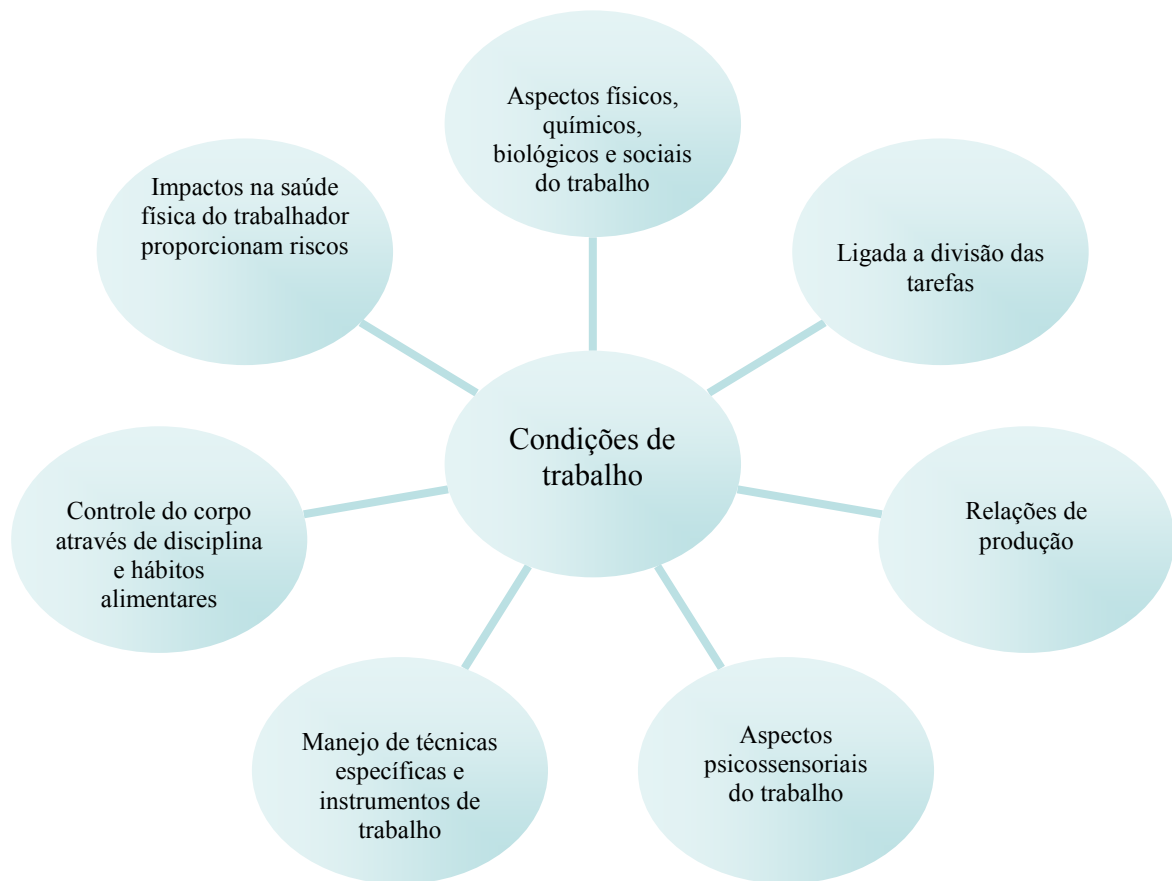 Aspectos físicos,
químicos,
biológicos e sociais
do trabalho
Impactos na saúde
física do trabalhador
proporcionam riscos
Ligada a divisão das
tarefas
Condições de
trabalho
Controle do corpo
através de disciplina
e hábitos
alimentares
Relações de
produção
Manejo de técnicas
específicas e
instrumentos de
trabalho
Aspectos
psicossensoriais
do trabalho